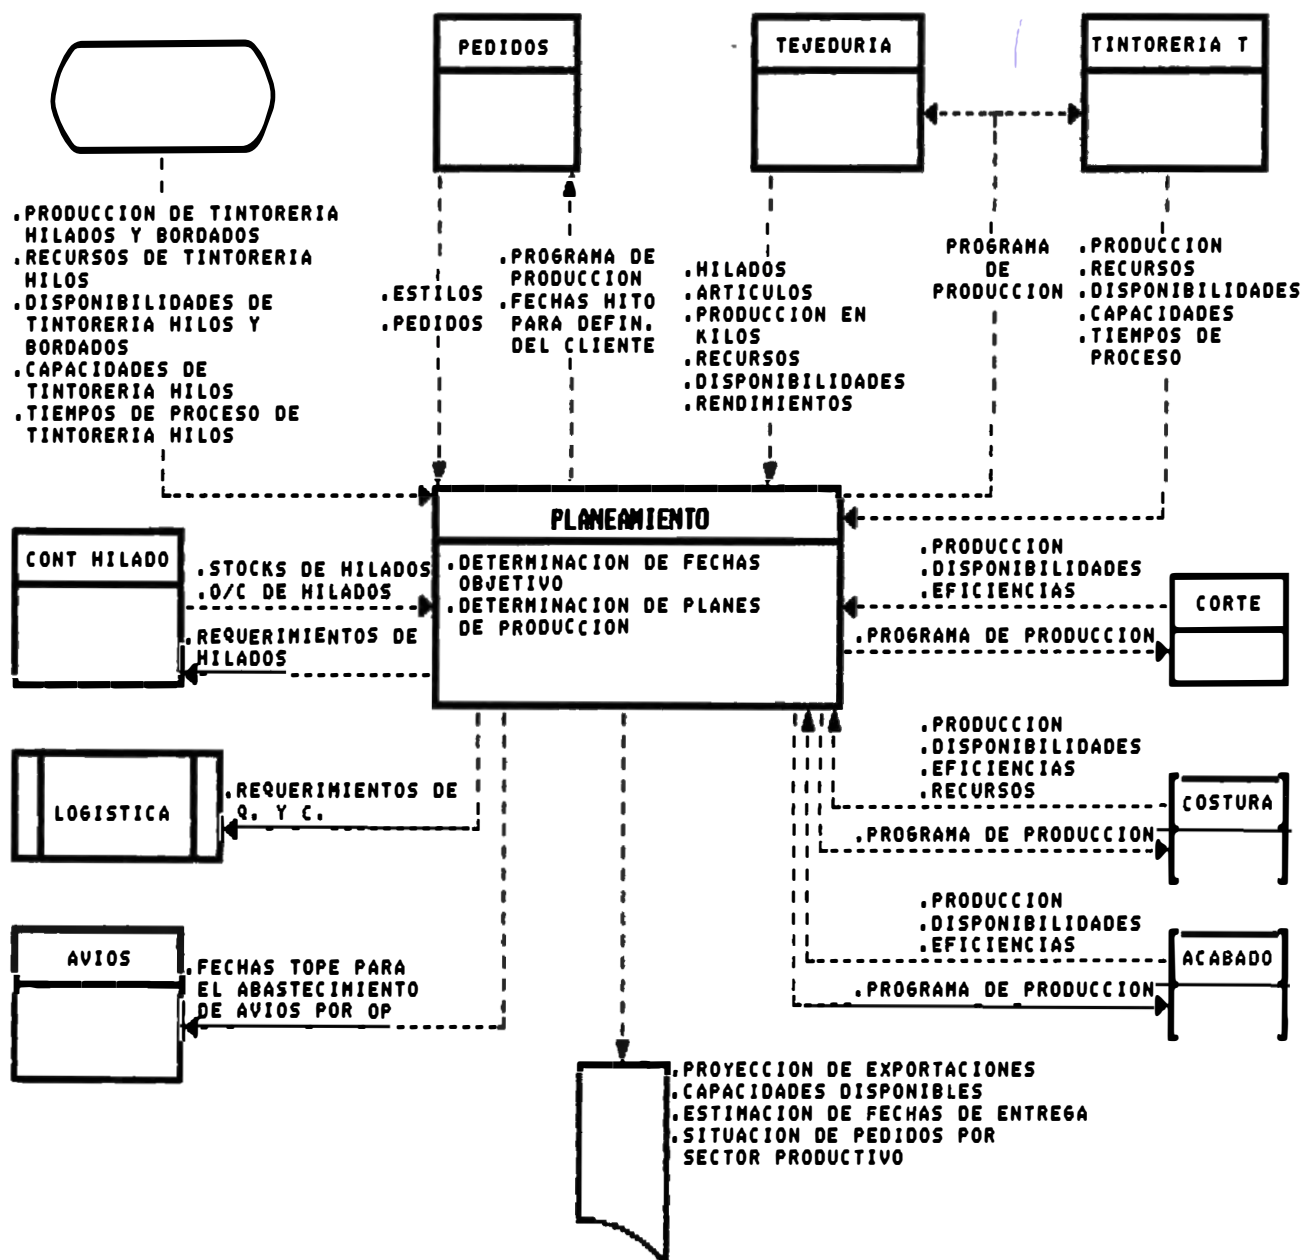 PEDIDOS
TEJEDURIA
TINTORERIA T
.PRODUCCION DE TINTORERIA
HILADOS Y BORDADOS
.RECURSOS DE TINTORERIA
HILOS
.DISPONIBILIDADES DE
TINTORERIA HILOS Y
BORDADOS
.CAPACIDADES DE
TINTORERIA HILOS
.TIEMPOS DE PROCESO DE
TINTORERIA HILOS
.ESTILOS
.PEDIDOS
.PROGRAMA DE
PRODUCCION
.FECHAS HITO
PARA DEFIN.
DEL CLIENTE
.HILADOS
.ARTICULOS
.PRODUCCION EN
KILOS
.RECURSOS
.DISPONIBILIDADES
.RENDIMIENTOS
PROGRAMA
DE
PRODUCCION
.PRODUCCION
.RECURSOS
.DISPONIBILIDADES
.CAPACIDADES
.TIEMPOS DE
PROCESO
PLANEAMIENTO
.DETERMINACION DE FECHAS
OBJETIVO
.DETERMINACION DE PLANES
DE PRODUCCION
CONT HILADO
.STOCKS DE HILADOS
.O/C DE HILADOS
.REQUERIMIENTOS DE
HILADOS
.PRODUCCION
.DISPONIBILIDADES
.EFICIENCIAS
CORTE
.PROGRAMA DE PRODUCCION
LOGISTICA
.REQUERIMIENTOS DE
Q. Y C.
.PRODUCCION
.DISPONIBILIDADES
.EFICIENCIAS
.RECURSOS
COSTURA
.PROGRAMA DE PRODUCCION
AVIOS
.FECHAS TOPE PARA
EL ABASTECIMIENTO
DE AVIOS POR OP
.PRODUCCION
.DISPONIBILIDADES
.EFICIENCIAS
ACABADO
.PROGRAMA DE PRODUCCION
.PROYECCION DE EXPORTACIONES
.CAPACIDADES DISPONIBLES
.ESTIMACION DE FECHAS DE ENTREGA
.SITUACION DE PEDIDOS POR
SECTOR PRODUCTIVO